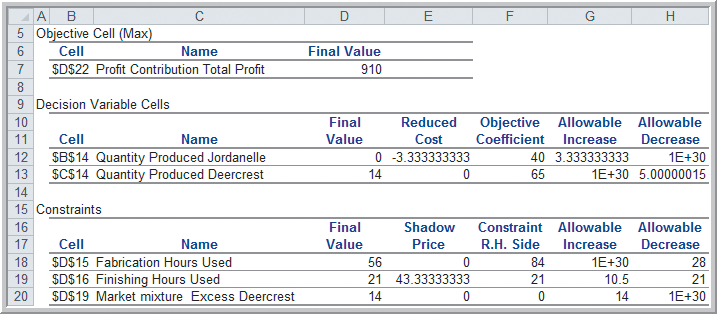 A B C D E F G H
5 Objective Cell (Max)
6 Cell Name Final Value
7 $D$22 Profit Contribution Total Profit 910
8
9 Decision Variable Cells
10 Final Reduced Objective Allowable Allowable
11 Cell Name Value Cost Coefficient Increase Decrease
12 $B$14 Quantity Produced Jordanelle 0 -3.333333333 40 3.333333333 1E+30
13 $C$14 Quantity Produced Deercrest 14 0 65 1E+30 5.00000015
14
15 Constraints
16 Final Shadow Constraint Allowable Allowable
17 Cell Name Value Price R.H. Side Increase Decrease
18 $D$15 Fabrication Hours Used 56 0 84 1E+30 28
19 $D$16 Finishing Hours Used 21 43.33333333 21 10.5 21
20 $D$19 Market mixture Excess Deercrest 14 0 0 14 1E+30